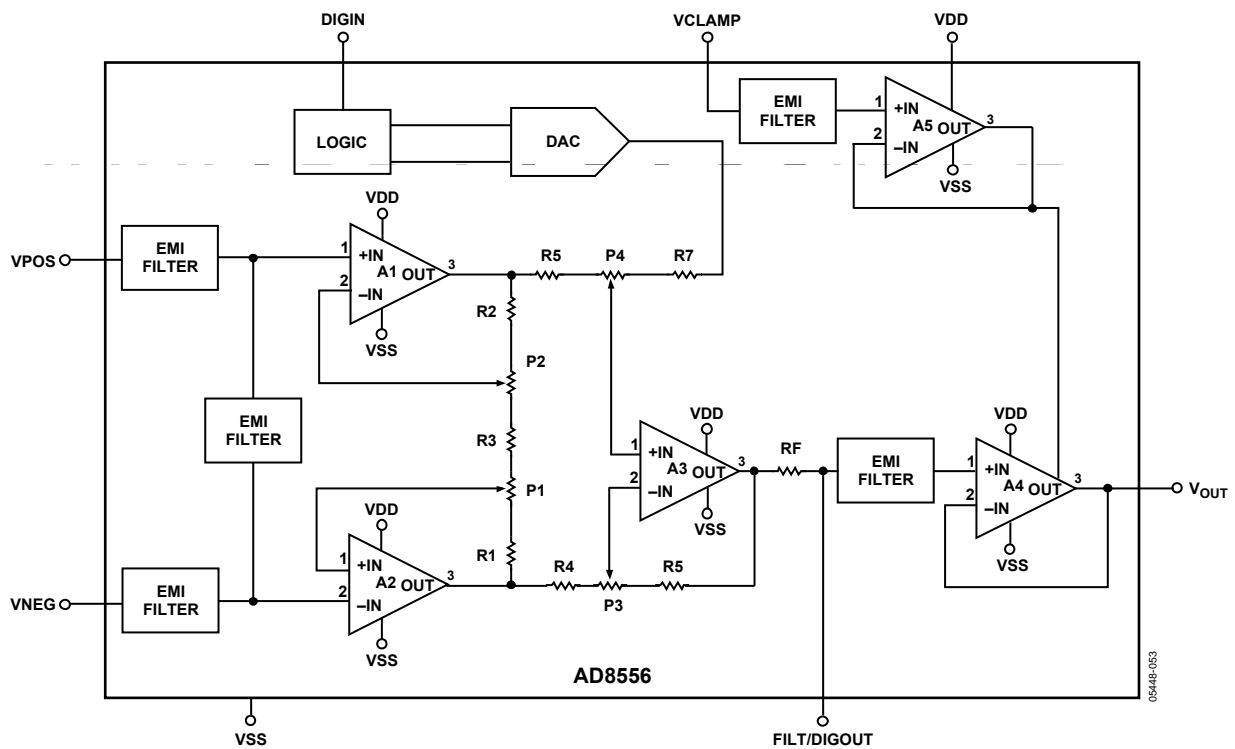 DIGIN
VCLAMP
VDD
LOGIC
DAC
EMI
FILTER
1
+IN
A5
OUT
3
2
–IN
VSS
VPOS
EMI
FILTER
VDD
1
+IN
A1
OUT
3
2
–IN
VSS
R5
P4
R7
R2
P2
EMI
FILTER
R3
P1
R1
VDD
1
+IN
A3
OUT
3
2
–IN
VSS
RF
EMI
FILTER
VDD
1
+IN
A4
OUT
3
2
–IN
VSS
VOUT
VNEG
EMI
FILTER
VDD
1
+IN
A2
OUT
3
2
–IN
VSS
R4
P3
R5
AD8556
VSS
FILT/DIGOUT
05448-053